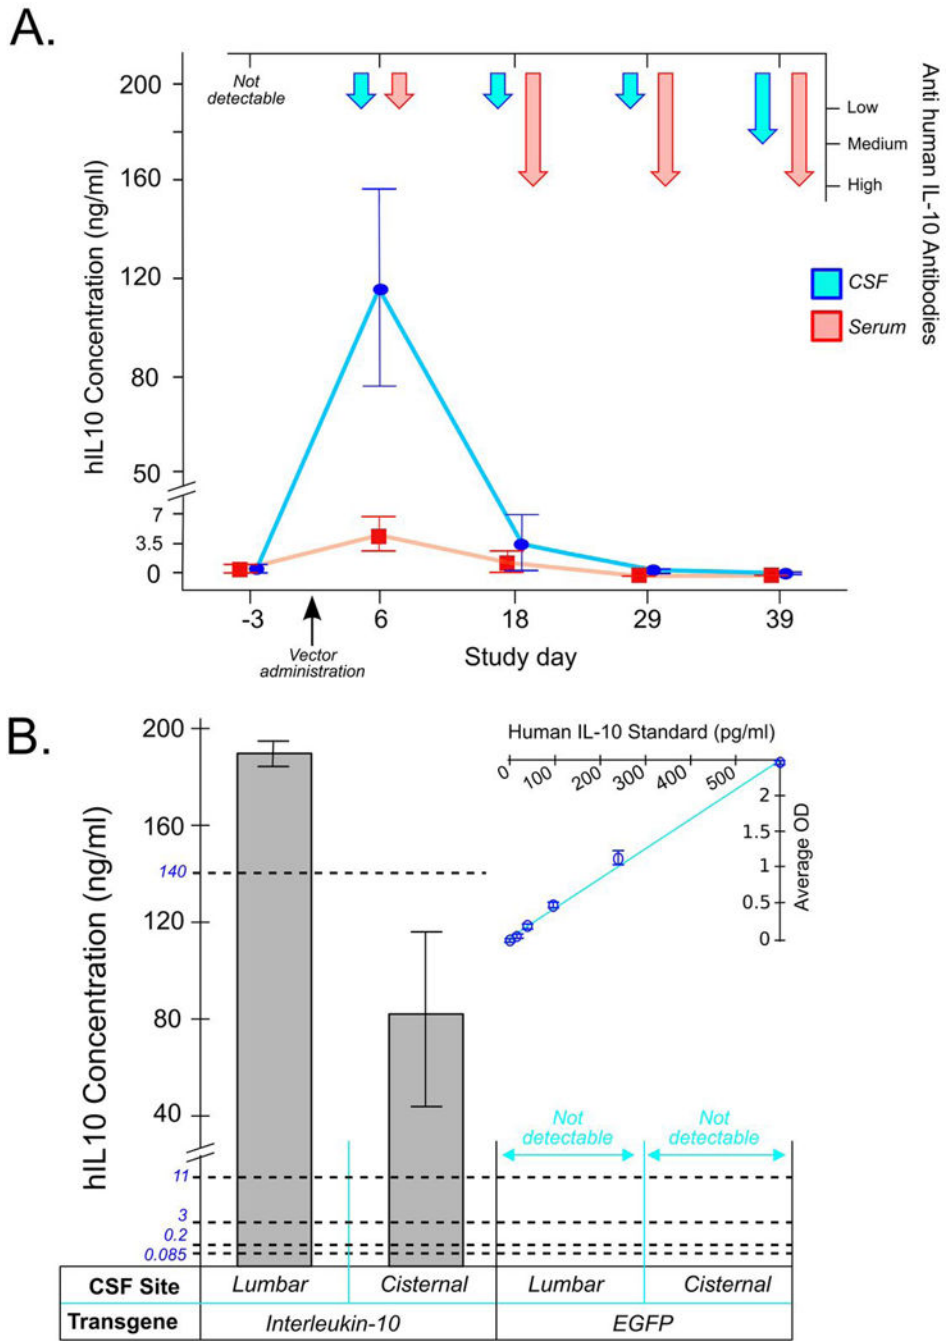 A.
Not
detectable
200
160
120
80
50
7
3.5
0
hIL10 Concentration (ng/ml)
Low
Medium
High
Anti human IL-10 Antibodies
CSF
Serum
-3
6
18
29
39
Vector
administration
Study day
B.
200
160
140
120
80
40
11
3
0.2
0.085
hIL10 Concentration (ng/ml)
Human IL-10 Standard (pg/ml)
0
100
200
300
400
500
2
1.5
1
0.5
0
Average OD
Not
detectable
Not
detectable
CSF Site
Lumbar
Cisternal
Lumbar
Cisternal
Transgene
Interleukin-10
EGFP